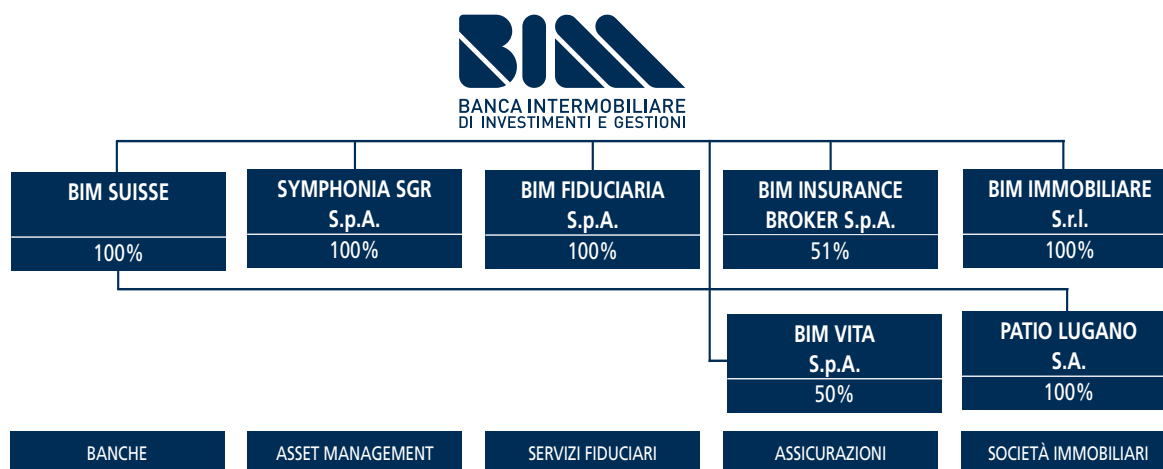 BIM
BANCA INTERMOBILIARE
DI INVESTIMENTI E GESTIONI
BIM SUISSE
100%
SYMPHONIA SGR
S.p.A.
100%
BIM FIDUCIARIA
S.p.A.
100%
BIM INSURANCE
BROKER S.p.A.
51%
BIM IMMOBILIARE
S.r.l.
100%
BIM VITA
S.p.A.
50%
PATIO LUGANO
S.A.
100%
BANCHE
ASSET MANAGEMENT
SERVIZI FIDUCIARI
ASSICURAZIONI
SOCIETÀ IMMOBILIARI